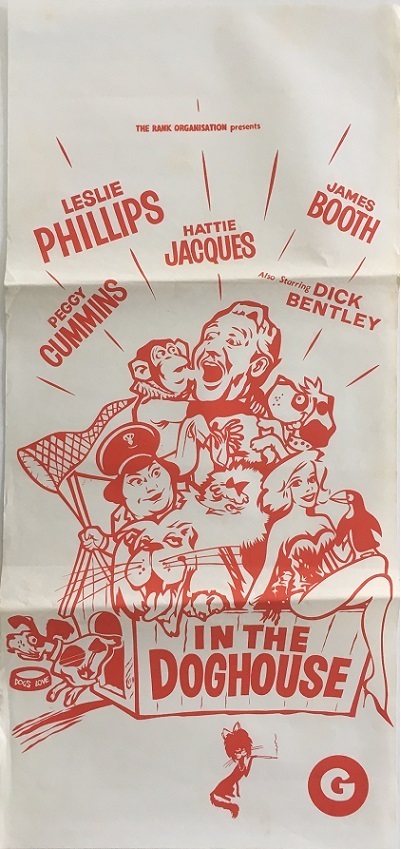 THE RANK ORGANISATION presents
LESLIE
PHILLIPS
HATTIE
JACQUES
JAMES
BOOTH
PEGGY
CUMMINS
Also Starring DICK
BENTLEY
IN THE
DOGHOUSE
DOGS LOVE
G